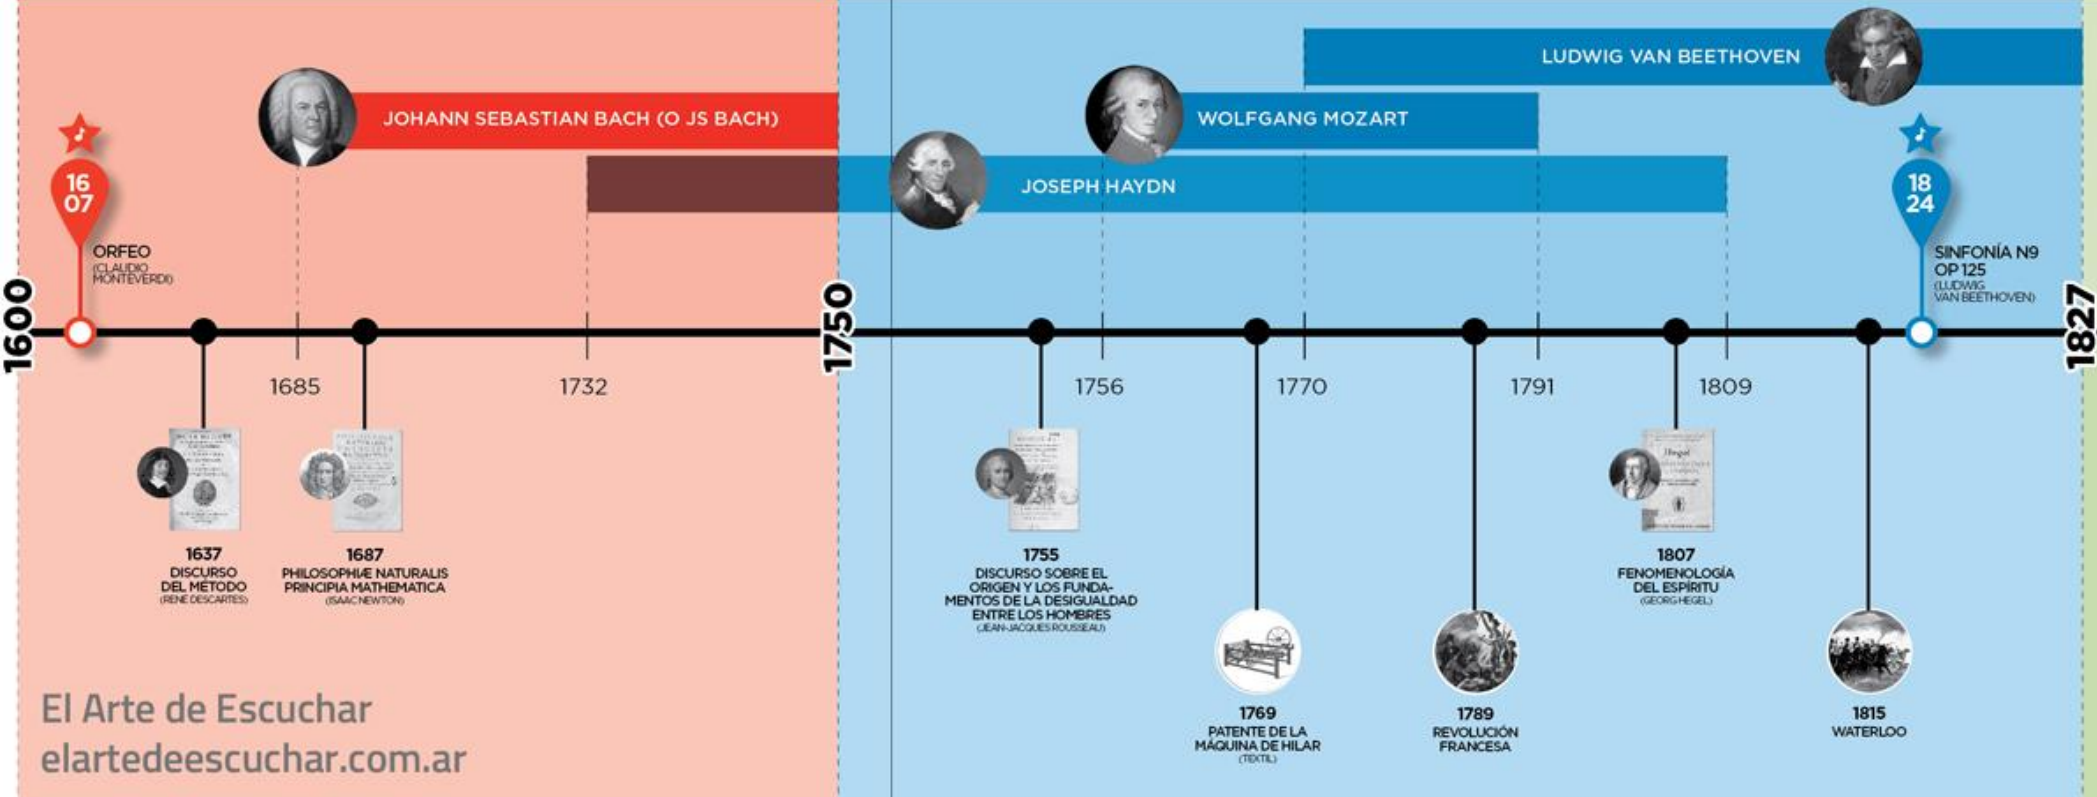 LUDWIG VAN BEETHOVEN
JOHANN SEBASTIAN BACH (O JS BACH)
WOLFGANG MOZART
JOSEPH HAYDN
16
07
ORFEO
(CLAUDIO
MONTEVERDI)
18
24
SINFONÍA N9
OP 125
(LUDWIG
VAN BEETHOVEN)
1600
1750
1827
1685
1732
1756
1770
1791
1809
1637
DISCURSO
DEL MÉTODO
(RENE DESCARTES)
1687
PHILOSOPHIÆ NATURALIS
PRINCIPIA MATHEMATICA
(ISAAC NEWTON)
1755
DISCURSO SOBRE EL
ORIGEN Y LOS FUNDA-
MENTOS DE LA DESIGUALDAD
ENTRE LOS HOMBRES
(JEAN-JACQUES ROUSSEAU)
Hegel
1807
FENOMENOLOGÍA
DEL ESPÍRITU
(GEORG HEGEL)
1769
PATENTE DE LA
MÁQUINA DE HILAR
(TEXTIL)
1789
REVOLUCIÓN
FRANCESA
1815
WATERLOO
El Arte de Escuchar
elartedeescuchar.com.ar